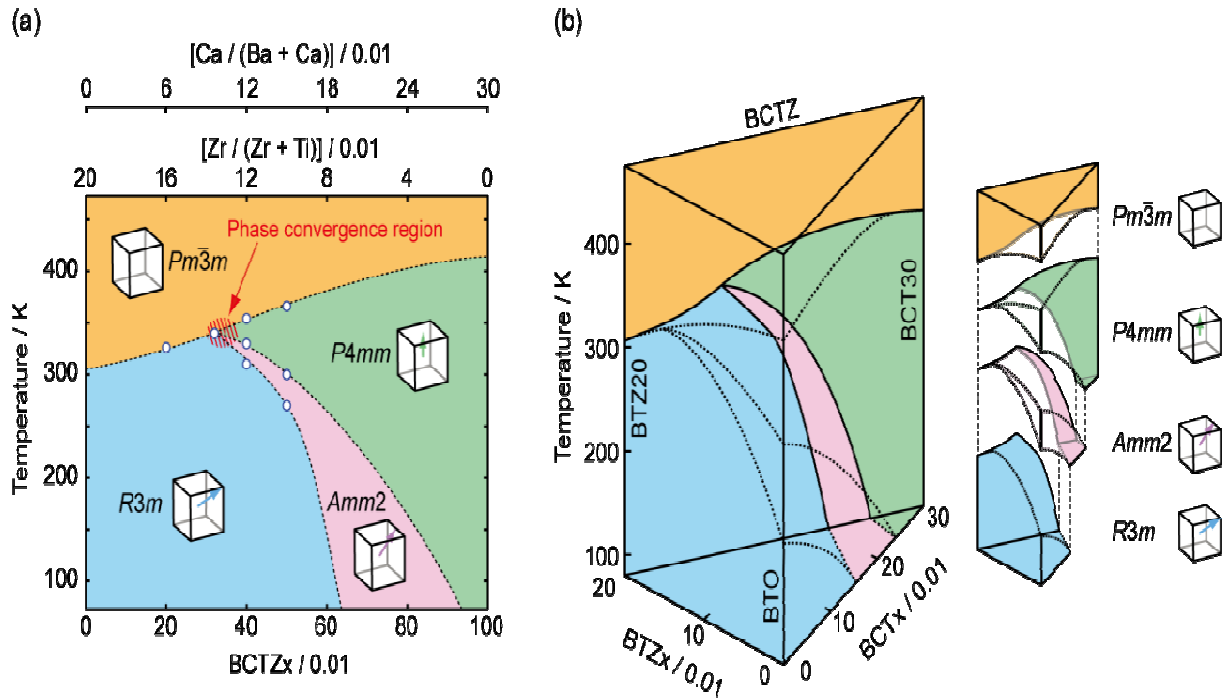 (a)
[Ca / (Ba + Ca)] / 0.01
0 6 12 18 24 30
[Zr / (Zr + Ti)] / 0.01
20 16 14 12 8 4 0
Phase convergence region
Pm3̅m
P4mm
R3m
Amm2
Temperature / K
400
300
200
100
0 20 40 60 80 100
BCTZx / 0.01
(b)
BCTZ
BTZ20
BCT30
BTO
Temperature / K
400
300
200
100
20
10
0
BTZx / 0.01
0
10
20
30
BCTx / 0.01
Pm3̅m
P4mm
Amm2
R3m